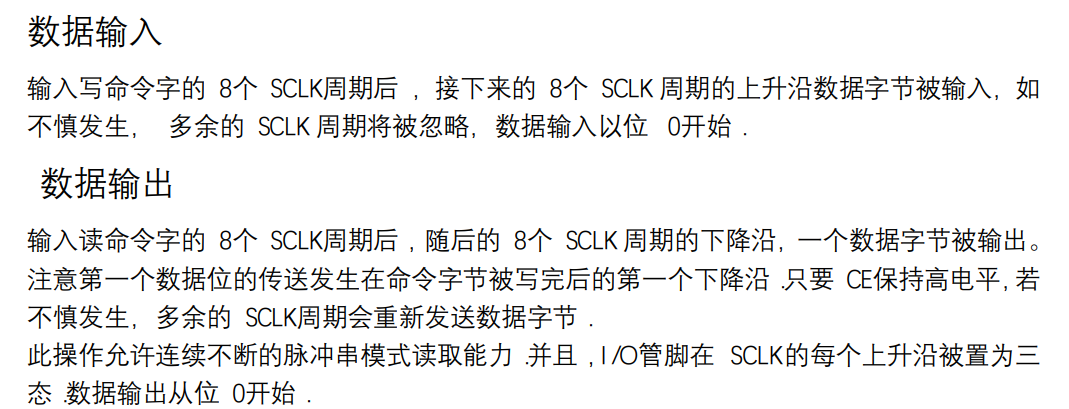 数据输入
输入写命令字的 8个 SCLK周期后 , 接下来的 8个 SCLK 周期的上升沿数据字节被输入, 如
不慎发生, 多余的 SCLK 周期将被忽略, 数据输入以位 0开始 .
数据输出
输入读命令字的 8个 SCLK周期后 , 随后的 8个 SCLK 周期的下降沿, 一个数据字节被输出。
注意第一个数据位的传送发生在命令字节被写完后的第一个下降沿 .只要 CE保持高电平, 若
不慎发生, 多余的 SCLK周期会重新发送数据字节 .
此操作允许连续不断的脉冲串模式读取能力 .并且 , I/O管脚在 SCLK的每个上升沿被置为三
态 .数据输出从位 0开始 .